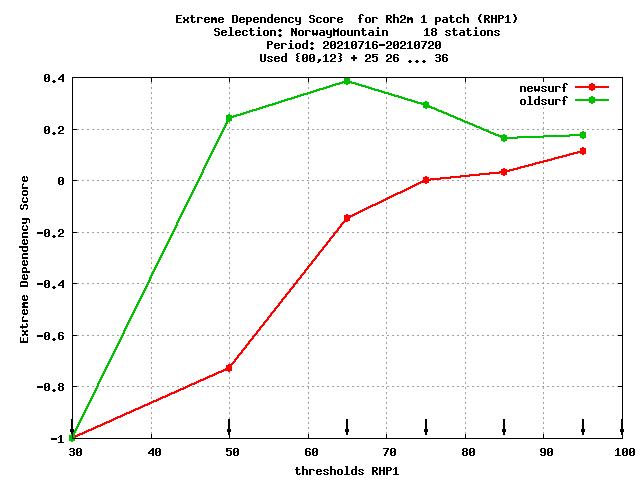 Extreme Dependency Score  for Rh2m 1 patch (RHP1)
Selection: NorwayMountain     18 stations
Period: 20210716-20210720
Used {00,12} + 25 26 ... 36
newsurf
oldsurf
0.4
0.2
0
-0.2
-0.4
-0.6
-0.8
-1
Extreme Dependency Score
30 40 50 60 70 80 90 100
thresholds RHP1